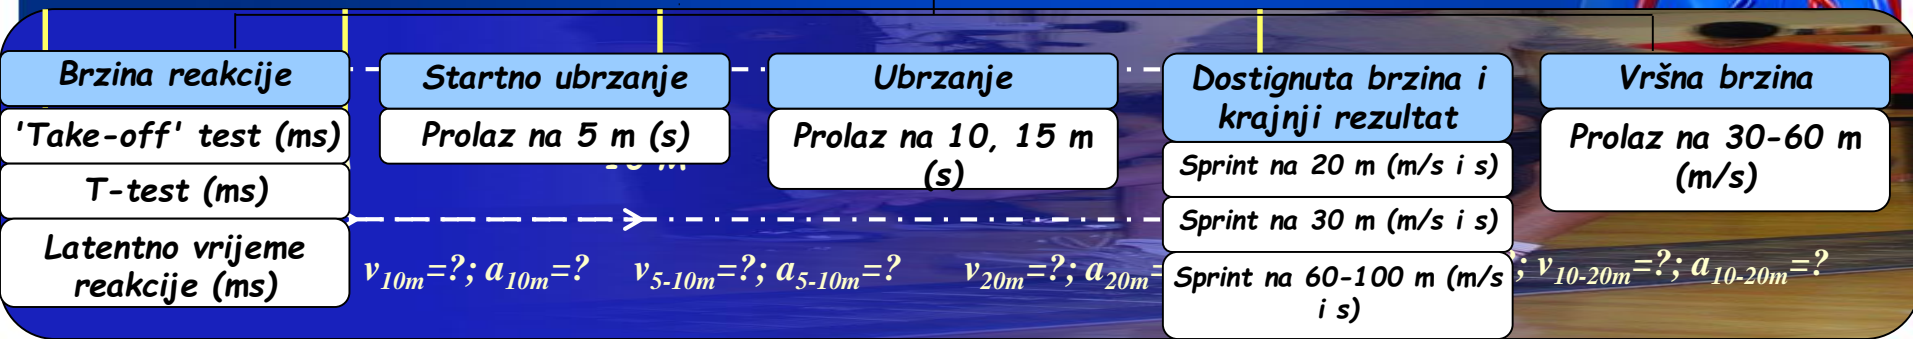 Brzina reakcije
'Take-off' test (ms)
T-test (ms)
Latentno vrijeme
reakcije (ms)
Startno ubrzanje
Prolaz na 5 m (s)
Ubrzanje
Prolaz na 10, 15 m
(s)
Dostignuta brzina i
krajnji rezultat
Sprint na 20 m (m/s i s)
Sprint na 30 m (m/s i s)
Sprint na 60-100 m (m/s
i s)
Vršna brzina
Prolaz na 30-60 m
(m/s)
v10m=?; a10m=? v5-10m=?; a5-10m=? v20m=?; a20m= ; v10-20m=?; a10-20m=?